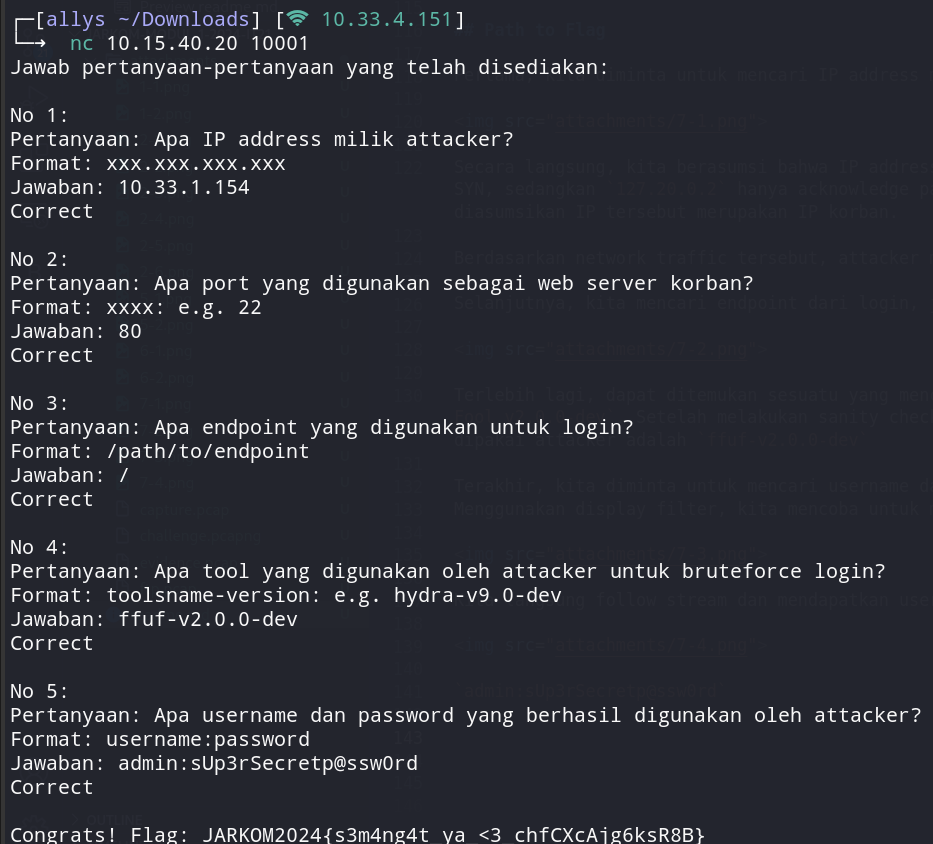 ┌─[allys ~/Downloads] [ 10.33.4.151]
└─→ nc 10.15.40.20 10001
Jawab pertanyaan-pertanyaan yang telah disediakan:
No 1:
Pertanyaan: Apa IP address milik attacker?
Format: xxx.xxx.xxx.xxx
Jawaban: 10.33.1.154
Correct
No 2:
Pertanyaan: Apa port yang digunakan sebagai web server korban?
Format: xxxx: e.g. 22
Jawaban: 80
Correct
No 3:
Pertanyaan: Apa endpoint yang digunakan untuk login?
Format: /path/to/endpoint
Jawaban: /
Correct
No 4:
Pertanyaan: Apa tool yang digunakan oleh attacker untuk bruteforce login?
Format: toolsname-version: e.g. hydra-v9.0-dev
Jawaban: ffuf-v2.0.0-dev
Correct
No 5:
Pertanyaan: Apa username dan password yang berhasil digunakan oleh attacker?
Format: username:password
Jawaban: admin:sUp3rSecretp@ssw0rd
Correct
Congrats! Flag: JARKOM2024{s3m4ng4t_ya_<3_chfCXcAjg6ksR8B}